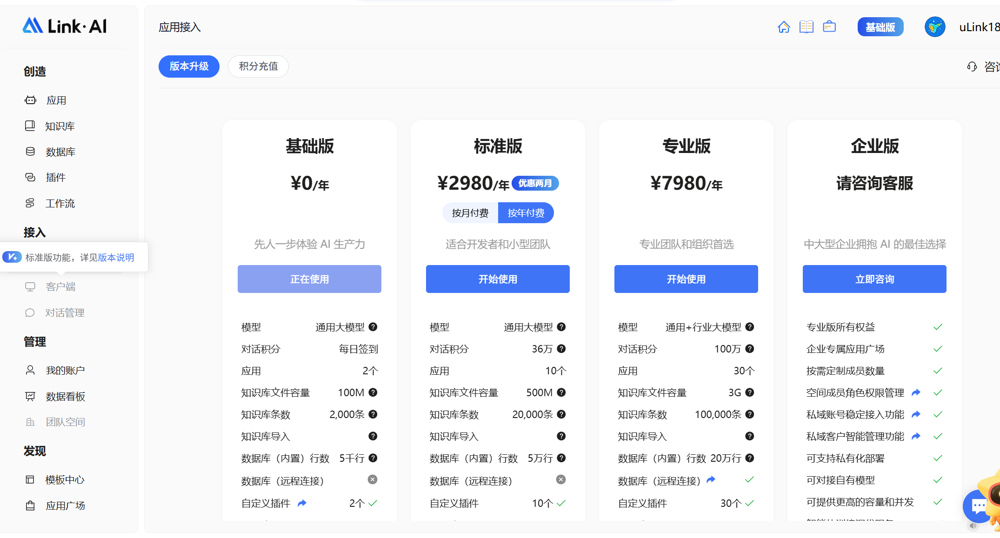 Link·AI
创造
应用
知识库
数据库
插件
工作流
接入
标准版功能，详见版本说明
客户端
对话管理
管理
我的账户
数据看板
团队空间
发现
模板中心
应用广场
应用接入
基础版
uLink18
版本升级
积分充值
基础版
¥0/年
先人一步体验 AI 生产力
正在使用
模型 通用大模型
对话积分 每日签到
应用 2个
知识库文件容量 100M
知识库条数 2,000条
知识库导入
数据库（内置）行数 5千行
数据库（远程连接）
自定义插件 2个
标准版
¥2980/年 优惠两月
按月付费 按年付费
适合开发者和小型团队
开始使用
模型 通用大模型
对话积分 36万
应用 10个
知识库文件容量 500M
知识库条数 20,000条
知识库导入
数据库（内置）行数 5万行
数据库（远程连接）
自定义插件 10个
专业版
¥7980/年
专业团队和组织首选
开始使用
模型 通用+行业大模型
对话积分 100万
应用 30个
知识库文件容量 3G
知识库条数 100,000条
知识库导入
数据库（内置）行数 20万行
数据库（远程连接）
自定义插件 30个
企业版
请咨询客服
中大型企业拥抱 AI 的最佳选择
立即咨询
专业版所有权益
企业专属应用广场
按需定制成员数量
空间成员角色权限管理
私域账号稳定接入功能
私域客户智能管理功能
可支持私有化部署
可对接自有模型
可提供更高的容量和并发